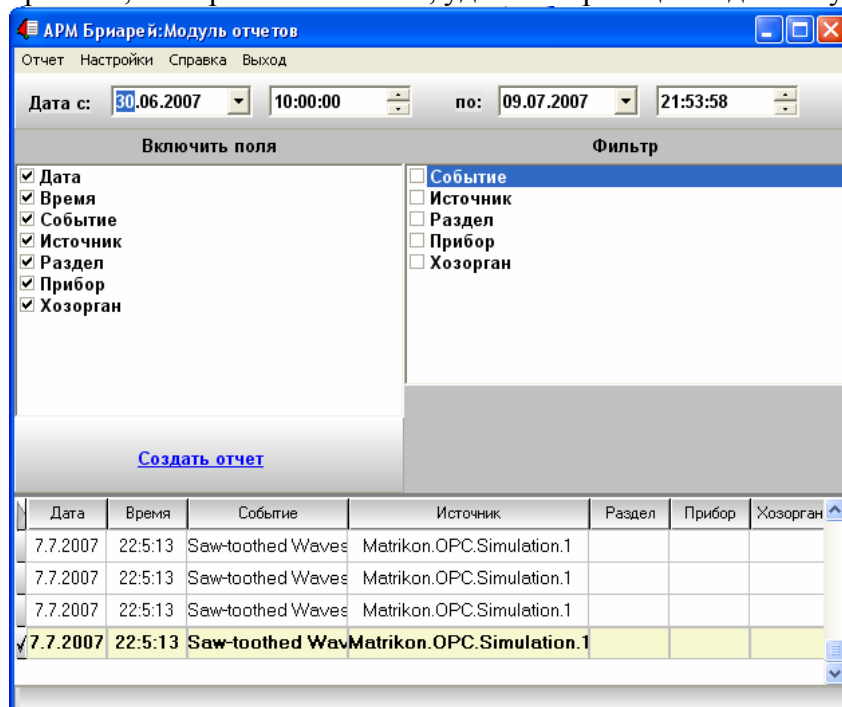 АРМ Бриарей:Модуль отчетов
Отчет Настройки Справка Выход
Дата с: 30.06.2007 10:00:00 по: 09.07.2007 21:53:58
Включить поля Фильтр
Дата Событие
Время Источник
Событие Раздел
Источник Прибор
Раздел Хозорган
Прибор
Хозорган
Создать отчет
Дата Время Событие Источник Раздел Прибор Хозорган
7.7.2007 22:5:13 Saw-toothed Waves Matrikon.OPC.Simulation.1
7.7.2007 22:5:13 Saw-toothed Waves Matrikon.OPC.Simulation.1
7.7.2007 22:5:13 Saw-toothed Waves Matrikon.OPC.Simulation.1
7.7.2007 22:5:13 Saw-toothed Wav Matrikon.OPC.Simulation.1